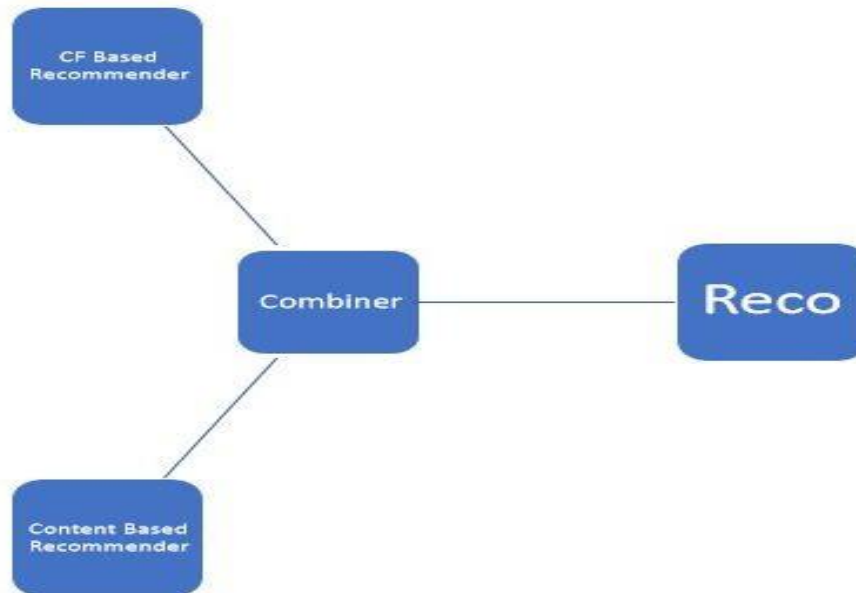 CF Based
Recommender
Combiner
Reco
Content Based
Recommender